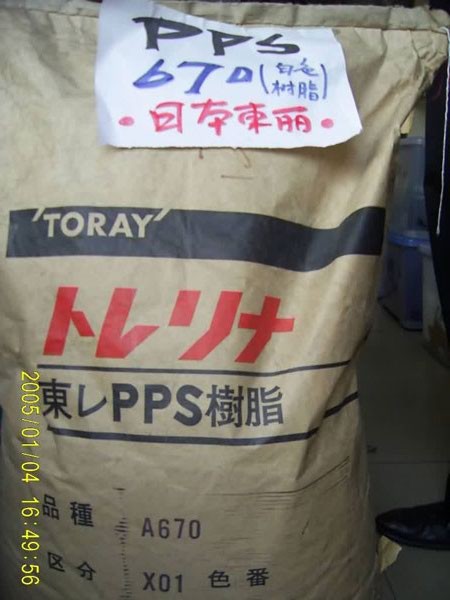 PPS
670(白色树脂)
•日本東丽•
'TORAY'
トレリナ
東レPPS樹脂
品種 A670
区分 X01 色番
2005/01/04 16:49:56